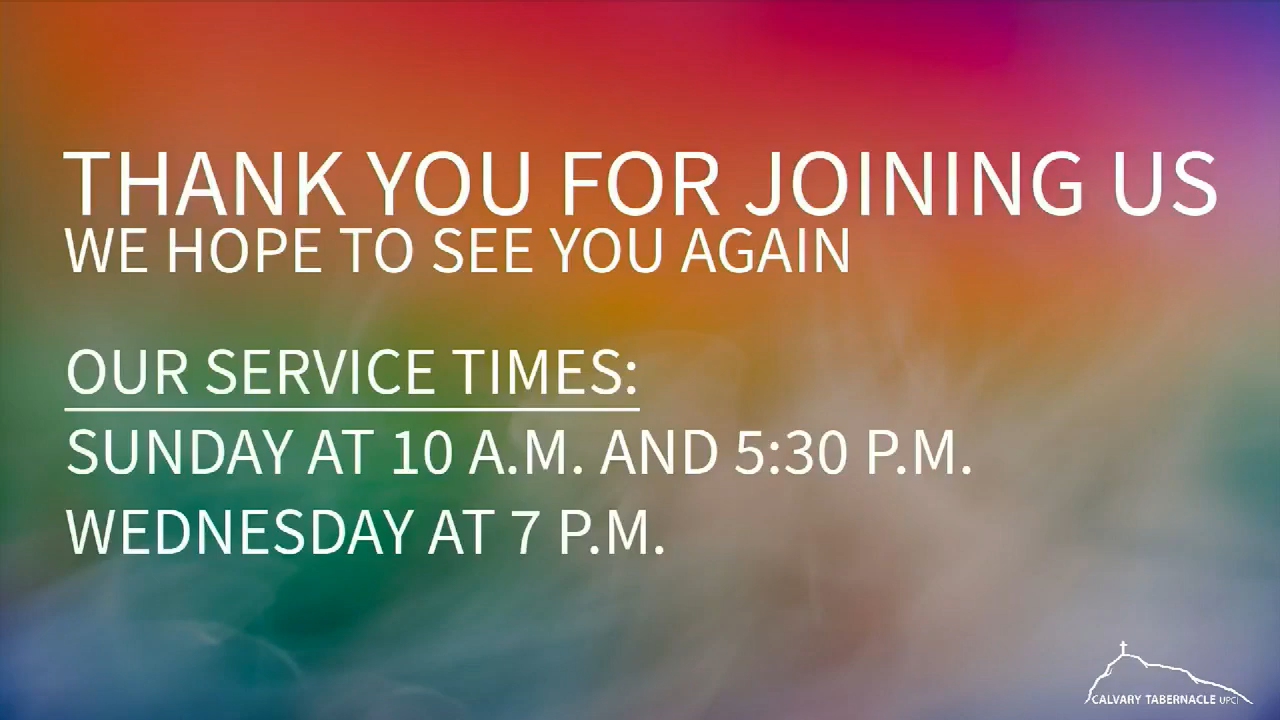 THANK YOU FOR JOINING US
WE HOPE TO SEE YOU AGAIN
OUR SERVICE TIMES:
SUNDAY AT 10 A.M. AND 5:30 P.M.
WEDNESDAY AT 7 P.M.
CALVARY TABERNACLE UPCI